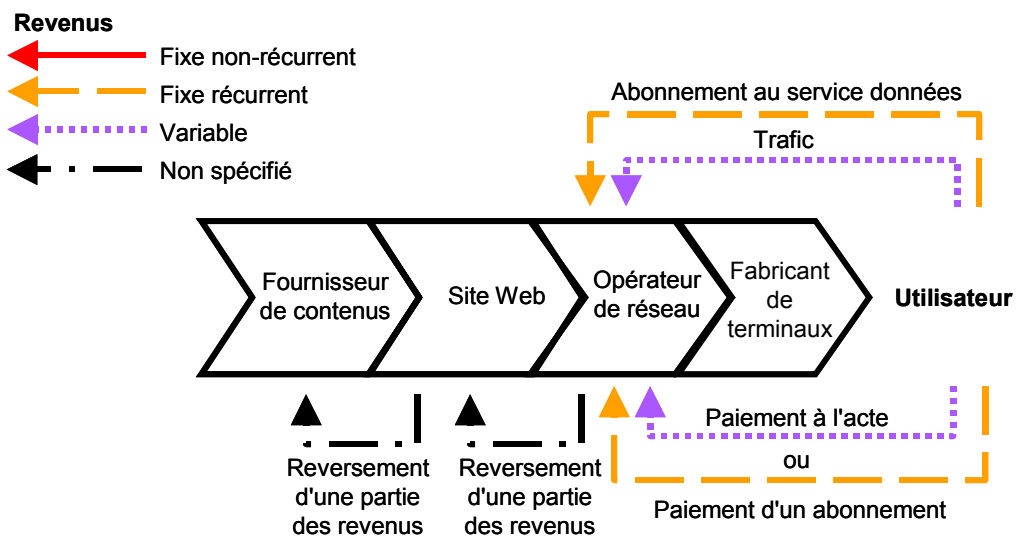 Revenus
Fixe non-récurrent
Fixe récurrent
Variable
Non spécifié
Abonnement au service données
Trafic
Fournisseur
de contenus
Site Web
Opérateur
de réseau
Fabricant
de
terminaux
Utilisateur
Reversement
d'une partie
des revenus
Reversement
d'une partie
des revenus
Paiement à l'acte
ou
Paiement d'un abonnement